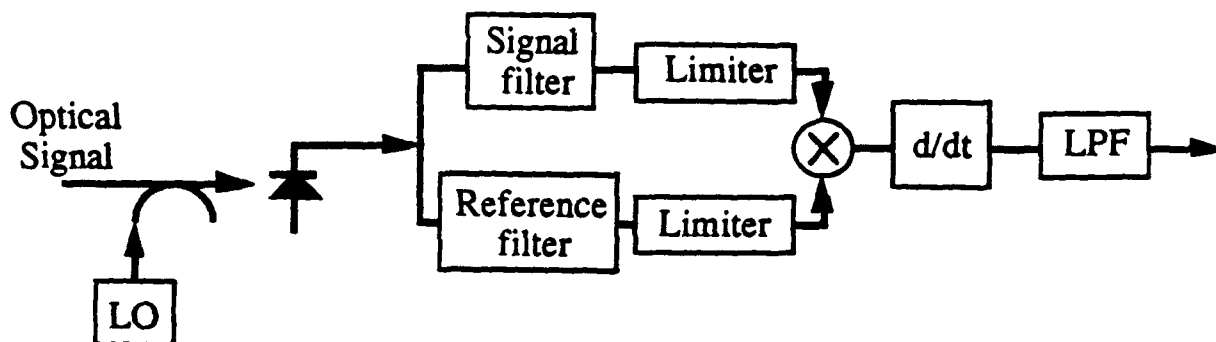 Optical
Signal
LO
Signal
filter
Limiter
Reference
filter
Limiter
d/dt
LPF